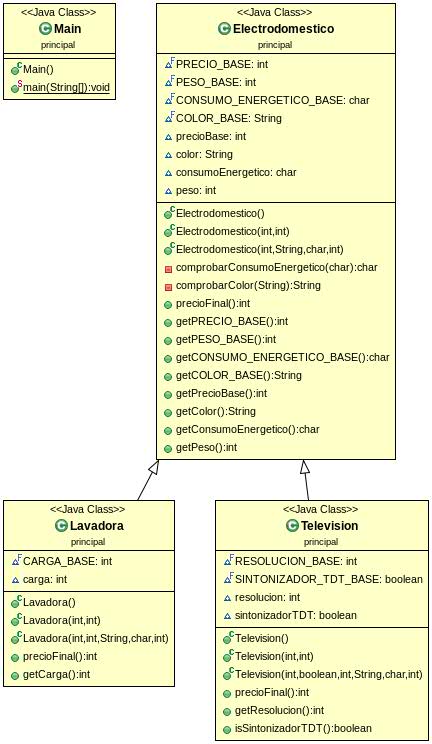 <<Java Class>>
Main
principal
Main()
main(String[]):void
<<Java Class>>
Electrodomestico
principal
PRECIO_BASE: int
PESO_BASE: int
CONSUMO_ENERGETICO_BASE: char
COLOR_BASE: String
precioBase: int
color: String
consumoEnergetico: char
peso: int
Electrodomestico()
Electrodomestico(int,int)
Electrodomestico(int,String,char,int)
comprobarConsumoEnergetico(char):char
comprobarColor(String):String
precioFinal():int
getPRECIO_BASE():int
getPESO_BASE():int
getCONSUMO_ENERGETICO_BASE():char
getCOLOR_BASE():String
getPrecioBase():int
getColor():String
getConsumoEnergetico():char
getPeso():int
<<Java Class>>
Lavadora
principal
CARGA_BASE: int
carga: int
Lavadora()
Lavadora(int,int)
Lavadora(int,int,String,char,int)
precioFinal():int
getCarga():int
<<Java Class>>
Television
principal
RESOLUCION_BASE: int
SINTONIZADOR_TDT_BASE: boolean
resolucion: int
sintonizadorTDT: boolean
Television()
Television(int,int)
Television(int,boolean,int,String,char,int)
precioFinal():int
getResolucion():int
isSintonizadorTDT():boolean